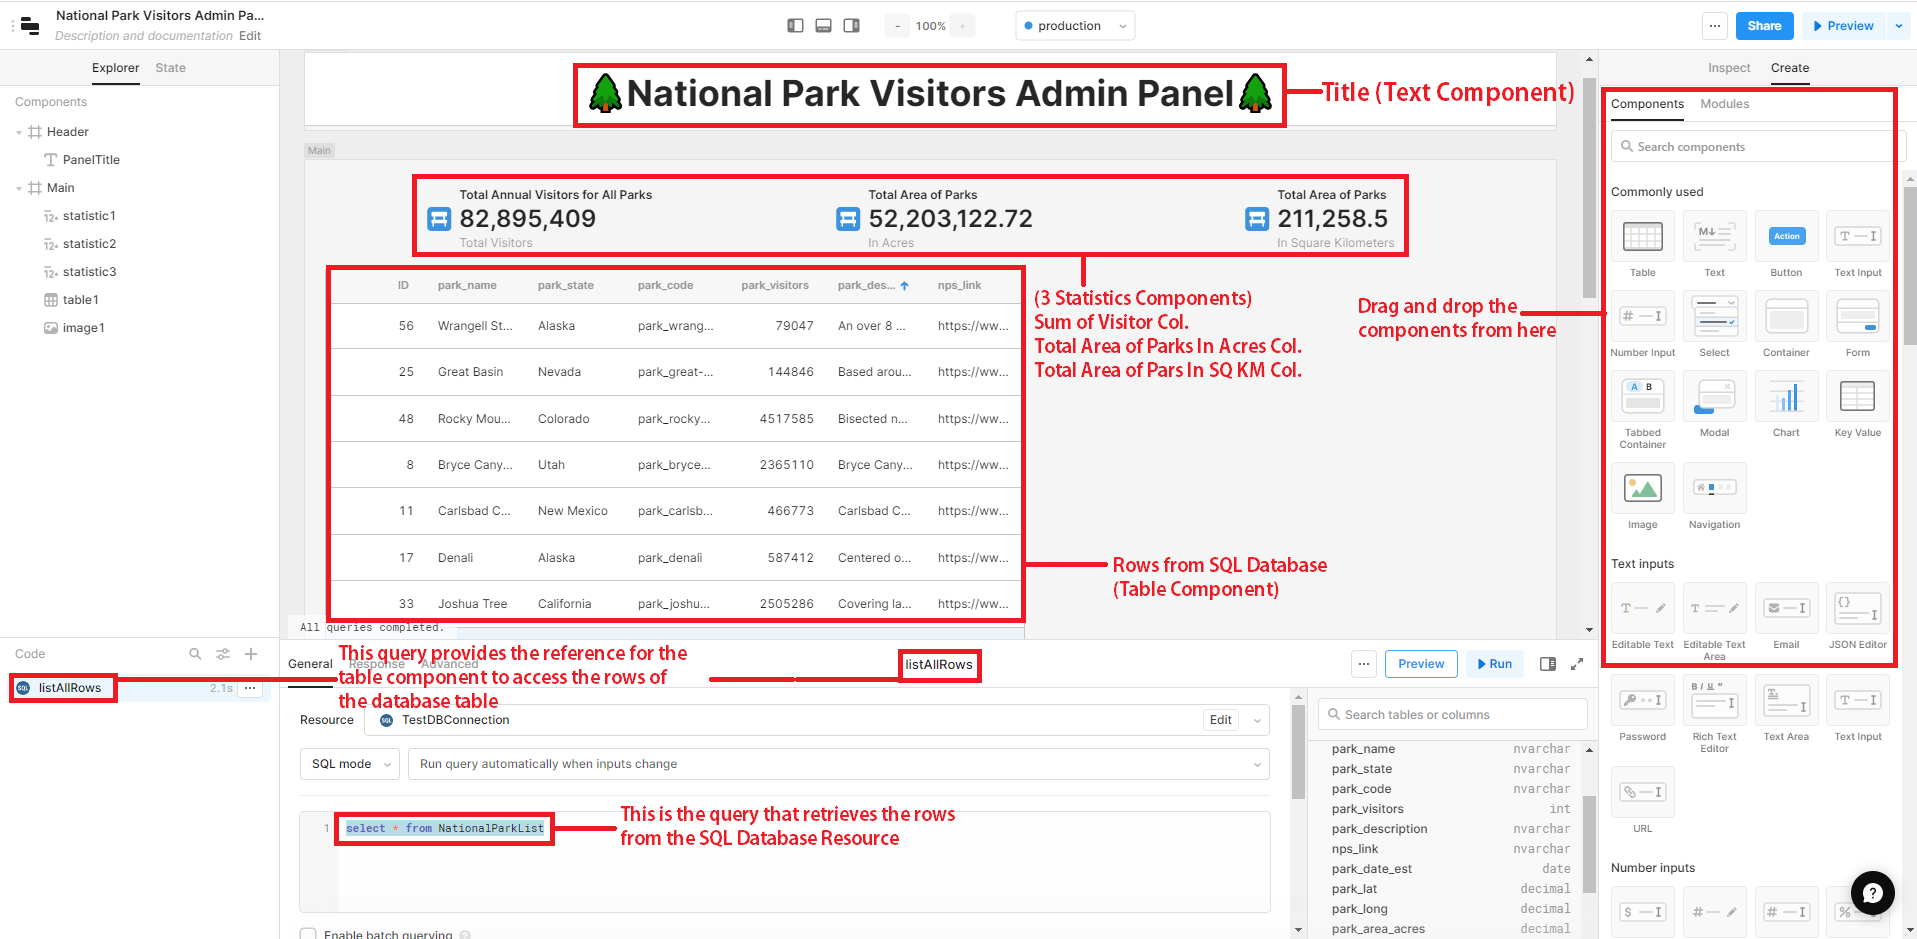 National Park Visitors Admin Pa...
Description and documentation Edit
- 100% +
production
...
Share
Preview
Explorer State
Components
Header
PanelTitle
Main
statistic1
statistic2
statistic3
table1
image1
🌲National Park Visitors Admin Panel🌲
Title (Text Component)
Main
Total Annual Visitors for All Parks
82,895,409
Total Visitors
Total Area of Parks
52,203,122.72
In Acres
Total Area of Parks
211,258.5
In Square Kilometers
ID park_name park_state park_code park_visitors park_des... nps_link
56 Wrangell St... Alaska park_wrang... 79047 An over 8 ... https://ww...
25 Great Basin Nevada park_great-... 144846 Based arou... https://ww...
48 Rocky Mou... Colorado park_rocky... 4517585 Bisected n... https://ww...
8 Bryce Cany... Utah park_bryce... 2365110 Bryce Cany... https://ww...
11 Carlsbad C... New Mexico park_carlsb... 466773 Carlsbad C... https://ww...
17 Denali Alaska park_denali 587412 Centered o... https://ww...
33 Joshua Tree California park_joshu... 2505286 Covering la... https://ww...
(3 Statistics Components)
Sum of Visitor Col.
Total Area of Parks In Acres Col.
Total Area of Pars In SQ KM Col.
Drag and drop the
components from here
Rows from SQL Database
(Table Component)
All queries completed.
Code
listAllRows 2.1s ...
General Response Advanced
This query provides the reference for the
table component to access the rows of
the database table
listAllRows
...
Preview
Run
Resource
SQL TestDBConnection
Edit
SQL mode
Run query automatically when inputs change
1 select * from NationalParkList
This is the query that retrieves the rows
from the SQL Database Resource
Enable batch querying
Search tables or columns
park_name nvarchar
park_state nvarchar
park_code nvarchar
park_visitors int
park_description nvarchar
nps_link nvarchar
park_date_est date
park_lat decimal
park_long decimal
park_area_acres decimal
Inspect Create
Components Modules
Search components
Commonly used
Action
Table Text Button Text Input
Number Input Select Container Form
A B
Tabbed Container Modal Chart Key Value
Image Navigation
Text inputs
Editable Text Editable Text Area Email JSON Editor
Password Rich Text Editor Text Area Text Input
URL
Number inputs